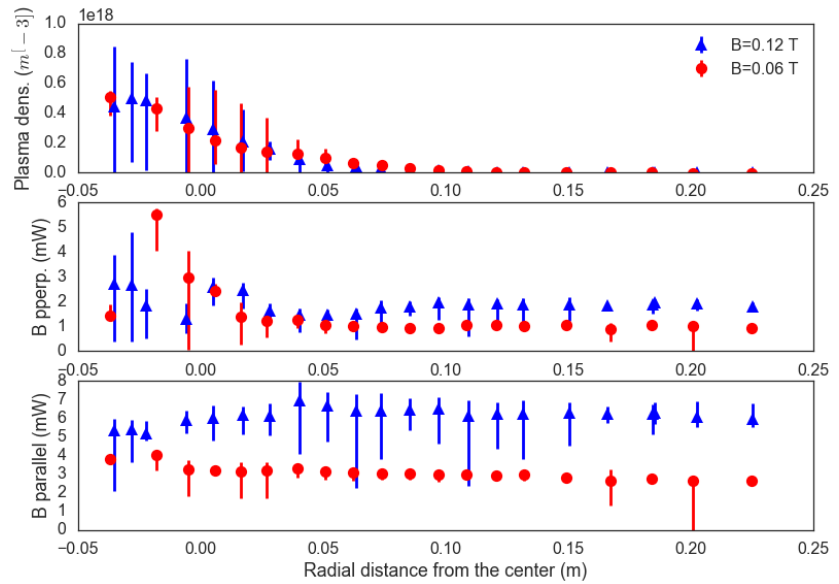 1e18
1.0
0.8
0.6
0.4
0.2
0.0
Plasma dens. (m^[ − 3])
B=0.12 T
B=0.06 T
−0.05 0.00 0.05 0.10 0.15 0.20 0.25
6
5
4
3
2
1
0
B pperp. (mW)
−0.05 0.00 0.05 0.10 0.15 0.20 0.25
8
7
6
5
4
3
2
1
0
B parallel (mW)
−0.05 0.00 0.05 0.10 0.15 0.20 0.25
Radial distance from the center (m)